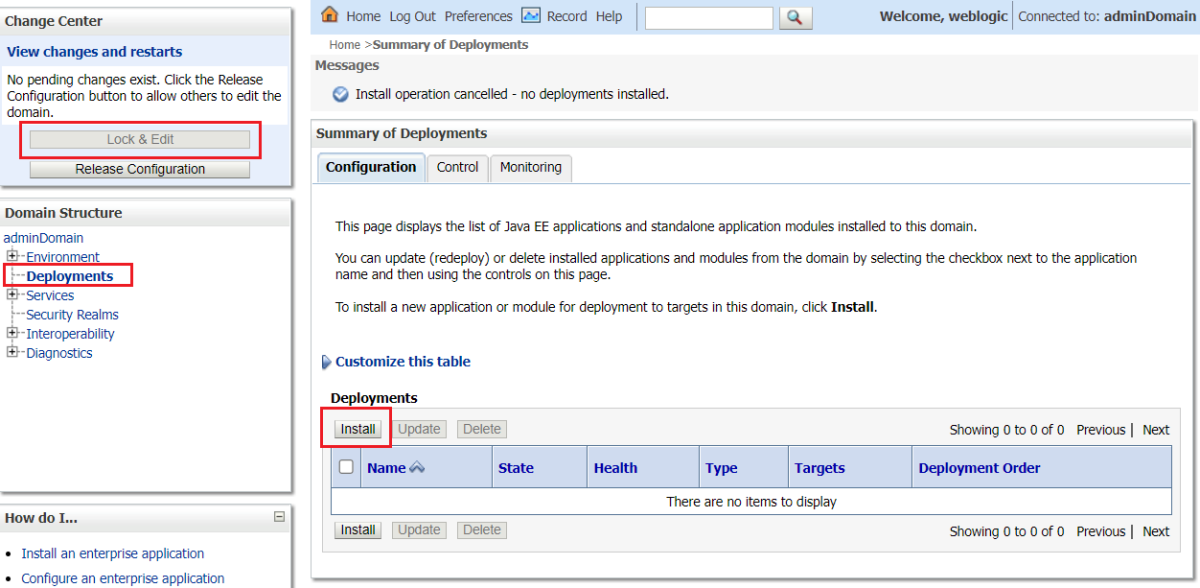 Change Center
View changes and restarts
No pending changes exist. Click the Release
Configuration button to allow others to edit the
domain.
Lock & Edit
Release Configuration
Domain Structure
adminDomain
Environment
Deployments
Services
Security Realms
Interoperability
Diagnostics
How do I...
Install an enterprise application
Configure an enterprise application
Home Log Out Preferences Record Help
Welcome, weblogic Connected to: adminDomain
Home >Summary of Deployments
Messages
Install operation cancelled - no deployments installed.
Summary of Deployments
Configuration Control Monitoring
This page displays the list of Java EE applications and standalone application modules installed to this domain.
You can update (redeploy) or delete installed applications and modules from the domain by selecting the checkbox next to the application
name and then using the controls on this page.
To install a new application or module for deployment to targets in this domain, click Install.
Customize this table
Deployments
Install Update Delete Showing 0 to 0 of 0 Previous | Next
Name State Health Type Targets Deployment Order
There are no items to display
Install Update Delete Showing 0 to 0 of 0 Previous | Next